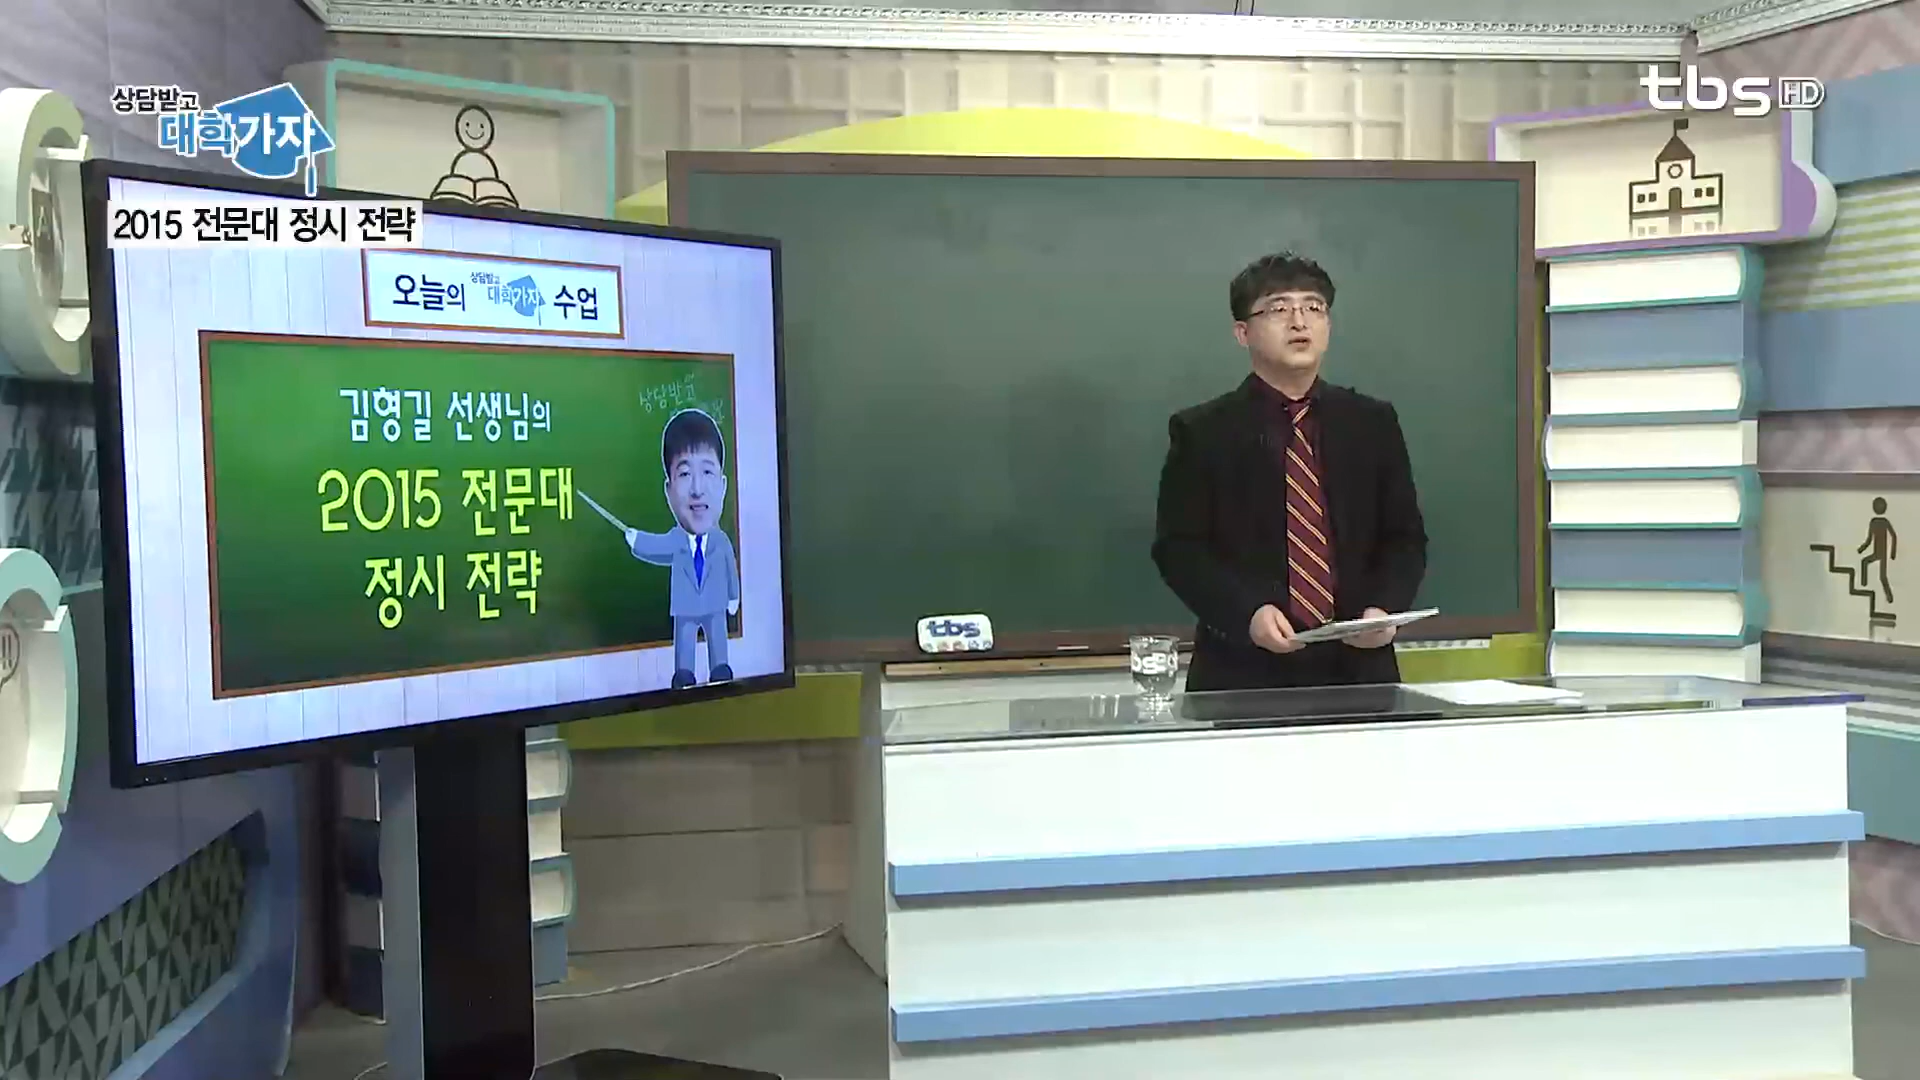 상담받고
대학가자
tbs HD
2015 전문대 정시 전략
오늘의 상담받고 대학가자 수업
김형길 선생님의
2015 전문대
정시 전략
상담받고
tbs